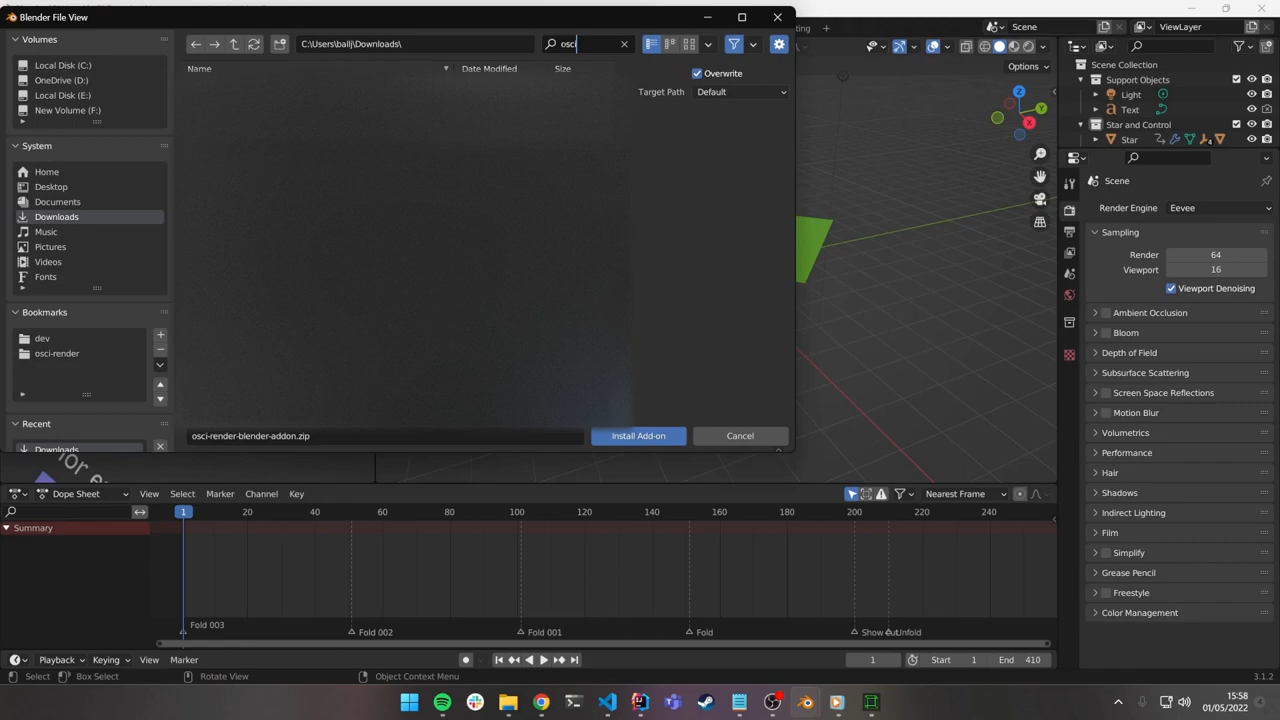 Blender File View
Volumes
Local Disk (C:)
OneDrive (D:)
Local Disk (E:)
New Volume (F:)
System
Home
Desktop
Documents
Downloads
Music
Pictures
Videos
Fonts
Bookmarks
dev
osci-render
Recent
Downloads
C:\Users\ballj\Downloads\
osci
Name
Date Modified
Size
Overwrite
Target Path
Default
osci-render-blender-addon.zip
Install Add-on
Cancel
Scene
ViewLayer
Options
X
Y
Z
Scene Collection
Support Objects
Light
Text
Star and Control
Star
4
Scene
Render Engine
Eevee
Sampling
Render
64
Viewport
16
Viewport Denoising
Ambient Occlusion
Bloom
Depth of Field
Subsurface Scattering
Screen Space Reflections
Motion Blur
Volumetrics
Performance
Hair
Shadows
Indirect Lighting
Film
Simplify
Grease Pencil
Freestyle
Color Management
for e
Dope Sheet
View
Select
Marker
Channel
Key
Nearest Frame
1
20
40
60
80
100
120
140
160
180
200
220
240
Summary
Fold 003
Fold 002
Fold 001
Fold
Show
Unfold
Playback
Keying
View
Marker
1
Start
1
End
410
Select
Box Select
Rotate View
Object Context Menu
3.1.2
15:58
01/05/2022